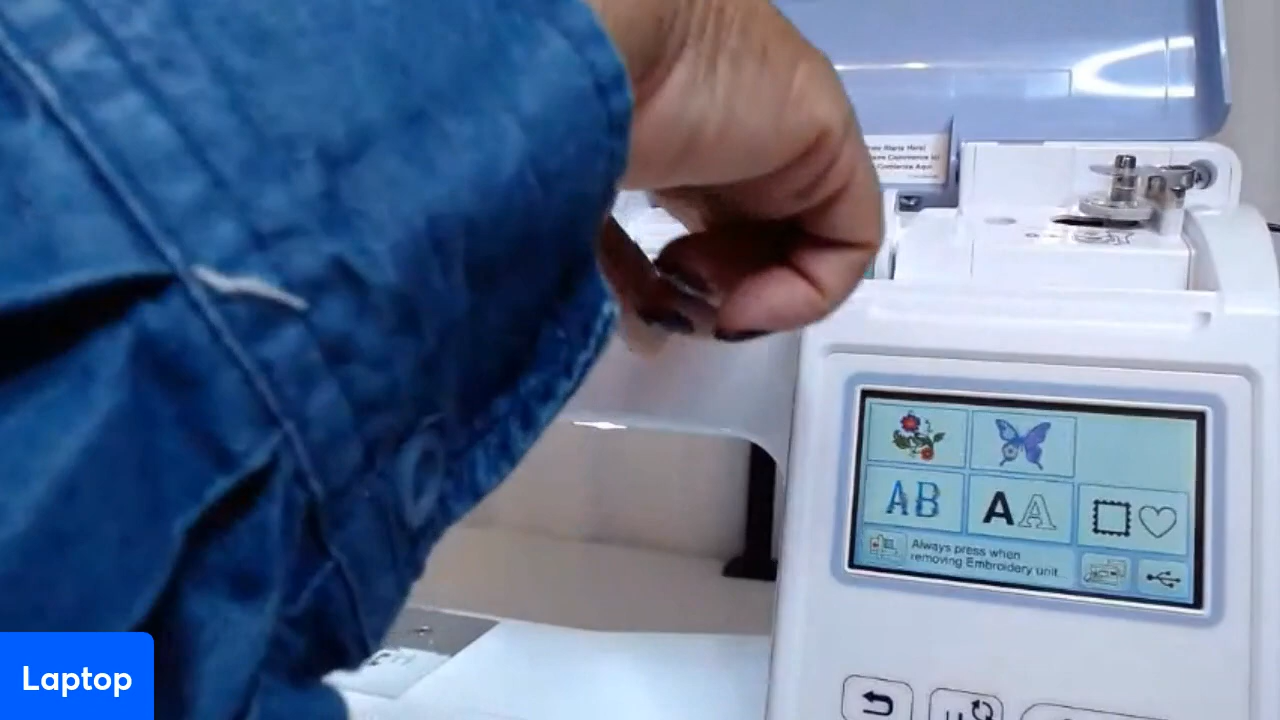 AB
AA
Always press when
removing Embroidery unit.
Laptop